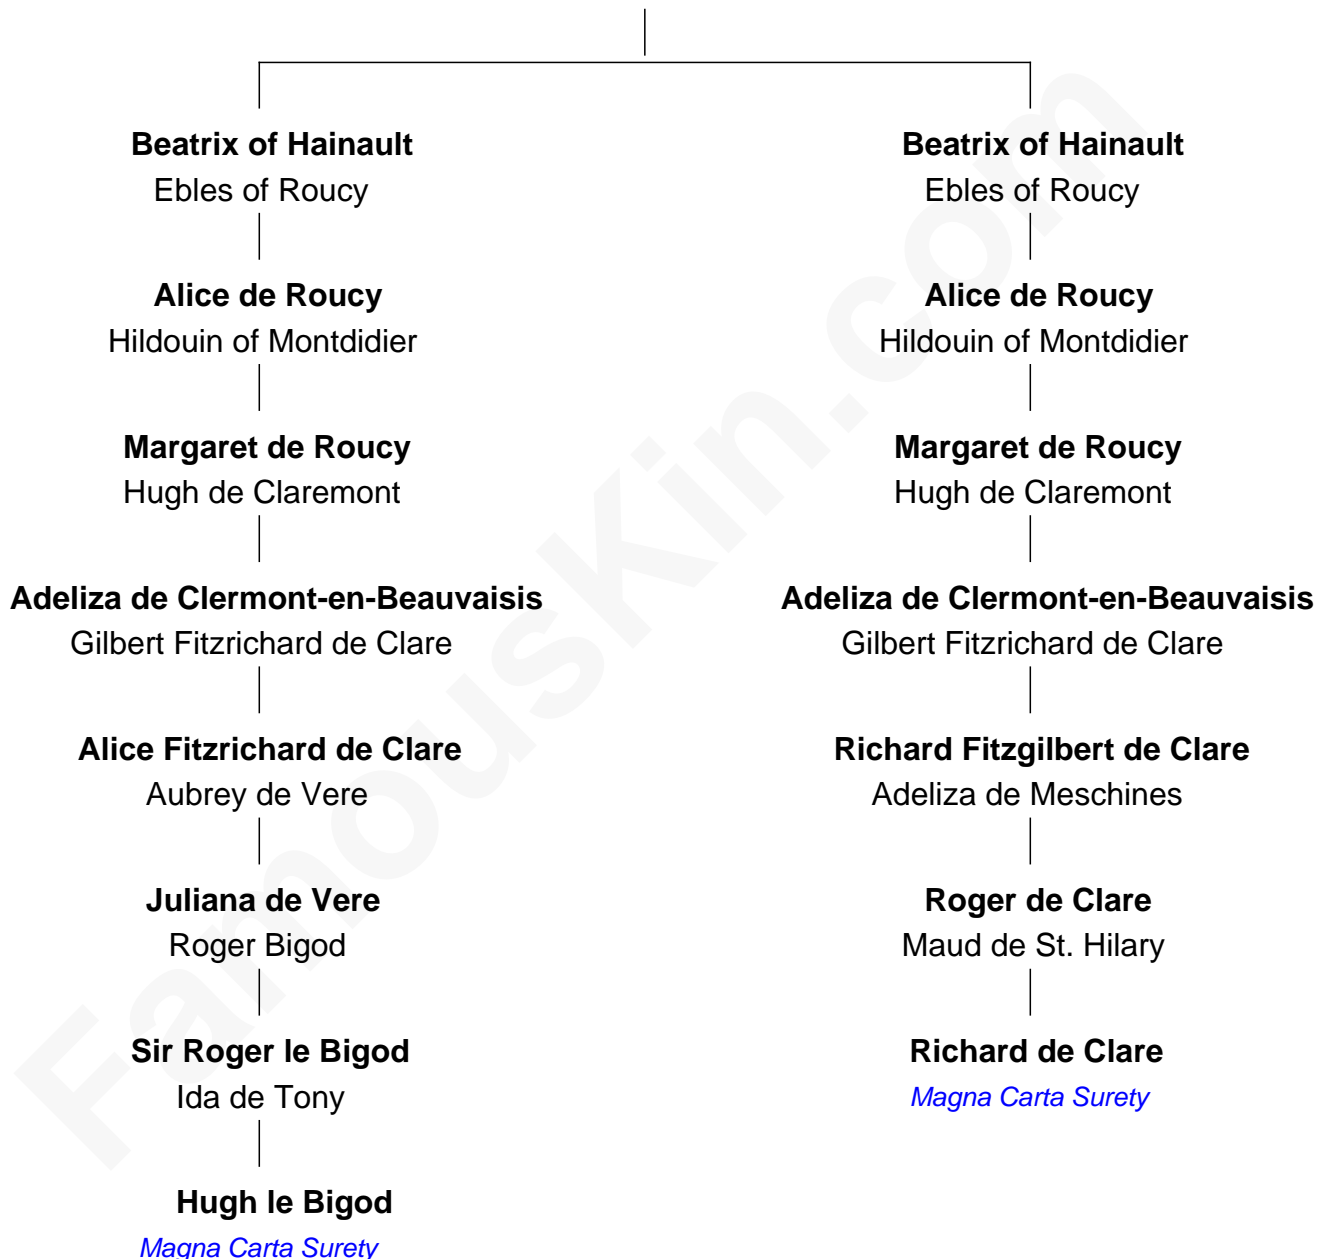 Beatrix of Hainault
Ebles of Roucy
Alice de Roucy
Hildouin of Montdidier
Margaret de Roucy
Hugh de Claremont
Adeliza de Clermont-en-Beauvaisis
Gilbert Fitzrichard de Clare
Alice Fitzrichard de Clare
Aubrey de Vere
Juliana de Vere
Roger Bigod
Sir Roger le Bigod
Ida de Tony
Hugh le Bigod
Magna Carta Surety
Beatrix of Hainault
Ebles of Roucy
Alice de Roucy
Hildouin of Montdidier
Margaret de Roucy
Hugh de Claremont
Adeliza de Clermont-en-Beauvaisis
Gilbert Fitzrichard de Clare
Richard Fitzgilbert de Clare
Adeliza de Meschines
Roger de Clare
Maud de St. Hilary
Richard de Clare
Magna Carta Surety
FamousKin.com